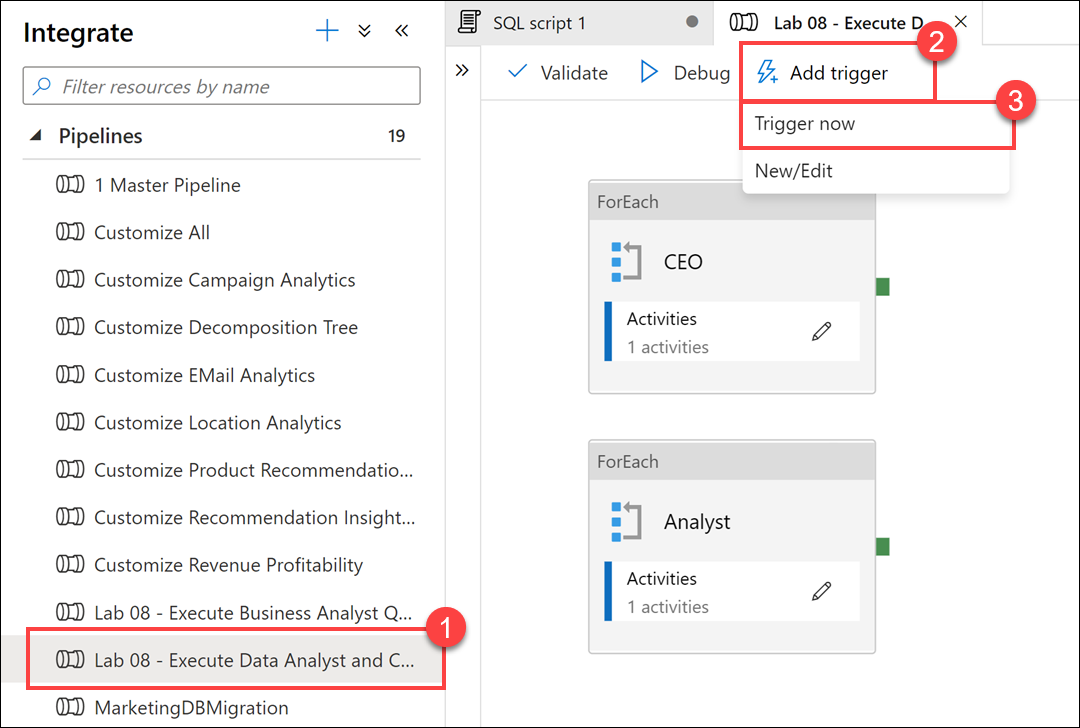 Integrate
Filter resources by name
Pipelines 19
1 Master Pipeline
Customize All
Customize Campaign Analytics
Customize Decomposition Tree
Customize EMail Analytics
Customize Location Analytics
Customize Product Recommendatio...
Customize Recommendation Insight...
Customize Revenue Profitability
Lab 08 - Execute Business Analyst Q...
1
Lab 08 - Execute Data Analyst and C...
MarketingDBMigration
SQL script 1
Lab 08 - Execute D
2
Validate Debug Add trigger
3
Trigger now
New/Edit
ForEach
CEO
Activities
1 activities
ForEach
Analyst
Activities
1 activities